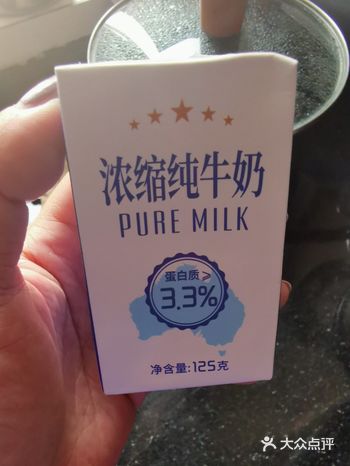 浓缩纯牛奶
PURE MILK
蛋白质≥
3.3%
净含量:125克
大众点评